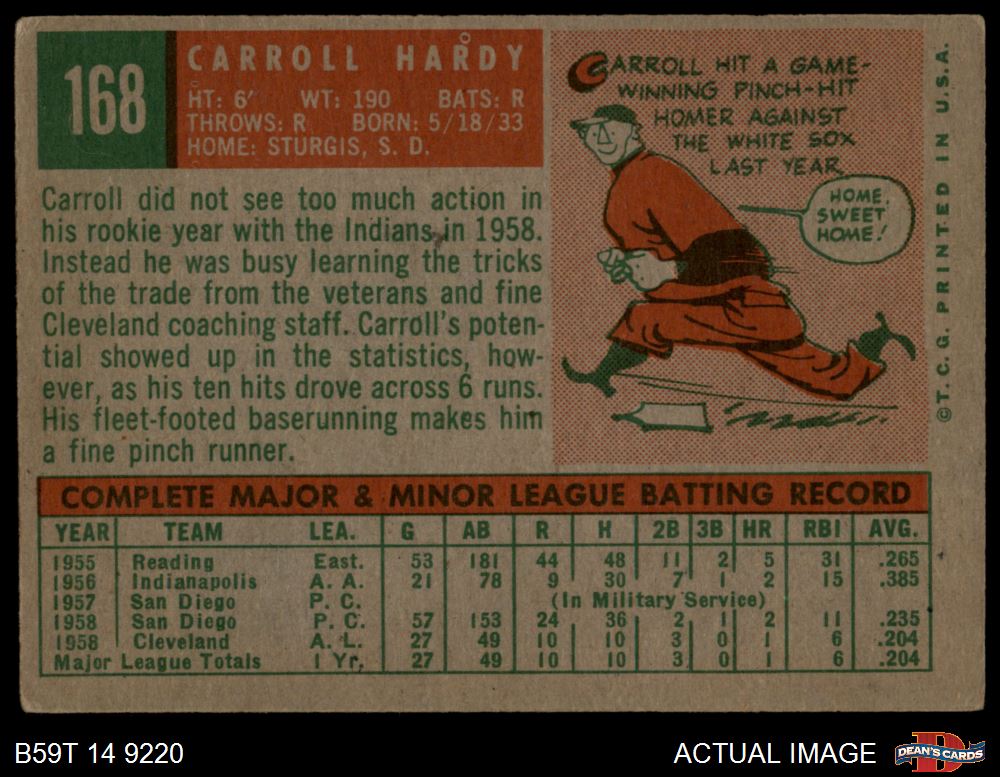 168
CARROLL HARDY
HT: 6" WT: 190 BATS: R
THROWS: R BORN: 5/18/33
HOME: STURGIS, S. D.
Carroll did not see too much action in
his rookie year with the Indians in 1958.
Instead he was busy learning the tricks
of the trade from the veterans and fine
Cleveland coaching staff. Carroll's poten-
tial showed up in the statistics, how-
ever, as his ten hits drove across 6 runs.
His fleet-footed baserunning makes him
a fine pinch runner.
CARROLL HIT A GAME-
WINNING PINCH-HIT
HOMER AGAINST
THE WHITE SOX
LAST YEAR
HOME,
SWEET
HOME!
©T. C. G. PRINTED IN U.S.A.
COMPLETE MAJOR & MINOR LEAGUE BATTING RECORD
YEAR TEAM LEA. G AB R H 2B 3B HR RBI AVG.
1955 Reading East. 53 181 44 48 11 2 5 31 .265
1956 Indianapolis A. A. 21 78 9 30 7 1 2 15 .385
1957 San Diego P. C. (In Military Service)
1958 San Diego P. C. 57 153 24 36 2 1 2 11 .235
1958 Cleveland A. L. 27 49 10 10 3 0 1 6 .204
Major League Totals 1 Yr. 27 49 10 10 3 0 1 6 .204
B59T 14 9220
ACTUAL IMAGE
D
DEAN'S CARDS